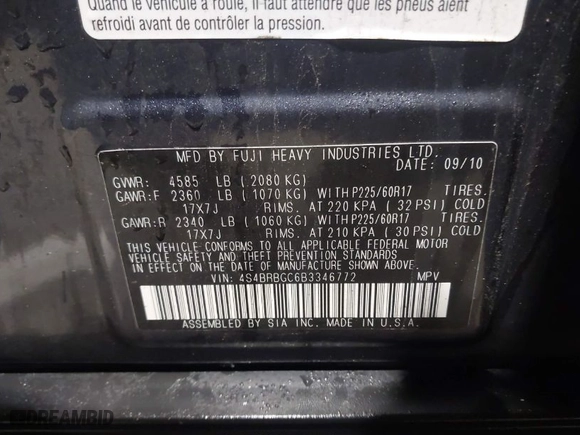 Quand le véhicule a roulé, il faut attendre que les pneus aient
refroidi avant de contrôler la pression.
MFD BY FUJI HEAVY INDUSTRIES LTD.
DATE: 09/10
GVWR: 4585 LB (2080 KG)
GAWR:F 2360 LB (1070 KG) WITH P225/60R17 TIRES.
17X7J RIMS. AT 220 KPA (32 PSI) COLD
GAWR:R 2340 LB (1060 KG) WITH P225/60R17 TIRES.
17X7J RIMS. AT 210 KPA (30 PSI) COLD
THIS VEHICLE CONFORMS TO ALL APPLICABLE FEDERAL MOTOR
VEHICLE SAFETY AND THEFT PREVENTION STANDARDS
IN EFFECT ON THE DATE OF MANUFACTURE SHOWN ABOVE.
VIN: 4S4BRBGC6B3346772 MPV
ASSEMBLED BY SIA INC. MADE IN U.S.A.
DREAMBID